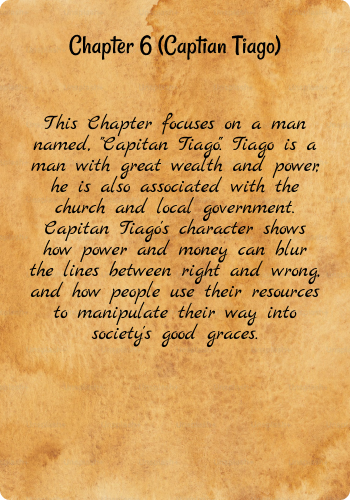 Chapter 6 (Captian Tiago)
This Chapter focuses on a man
named, "Capitan Tiago". Tiago is a
man with great wealth and power;
he is also associated with the
church and local government.
Capitan Tiago's character shows
how power and money can blur
the lines between right and wrong,
and how people use their resources
to manipulate their way into
society's good graces.